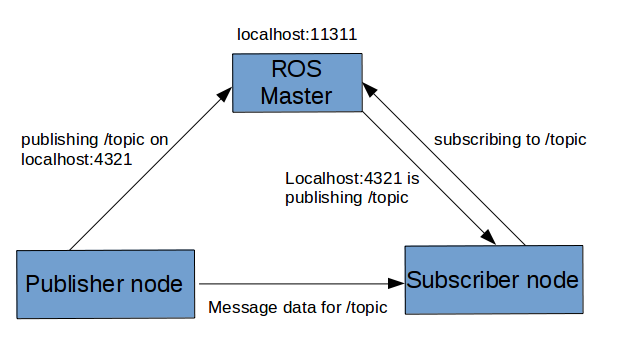 localhost:11311
ROS
Master
publishing /topic on
localhost:4321
subscribing to /topic
Localhost:4321 is
publishing /topic
Publisher node
Subscriber node
Message data for /topic